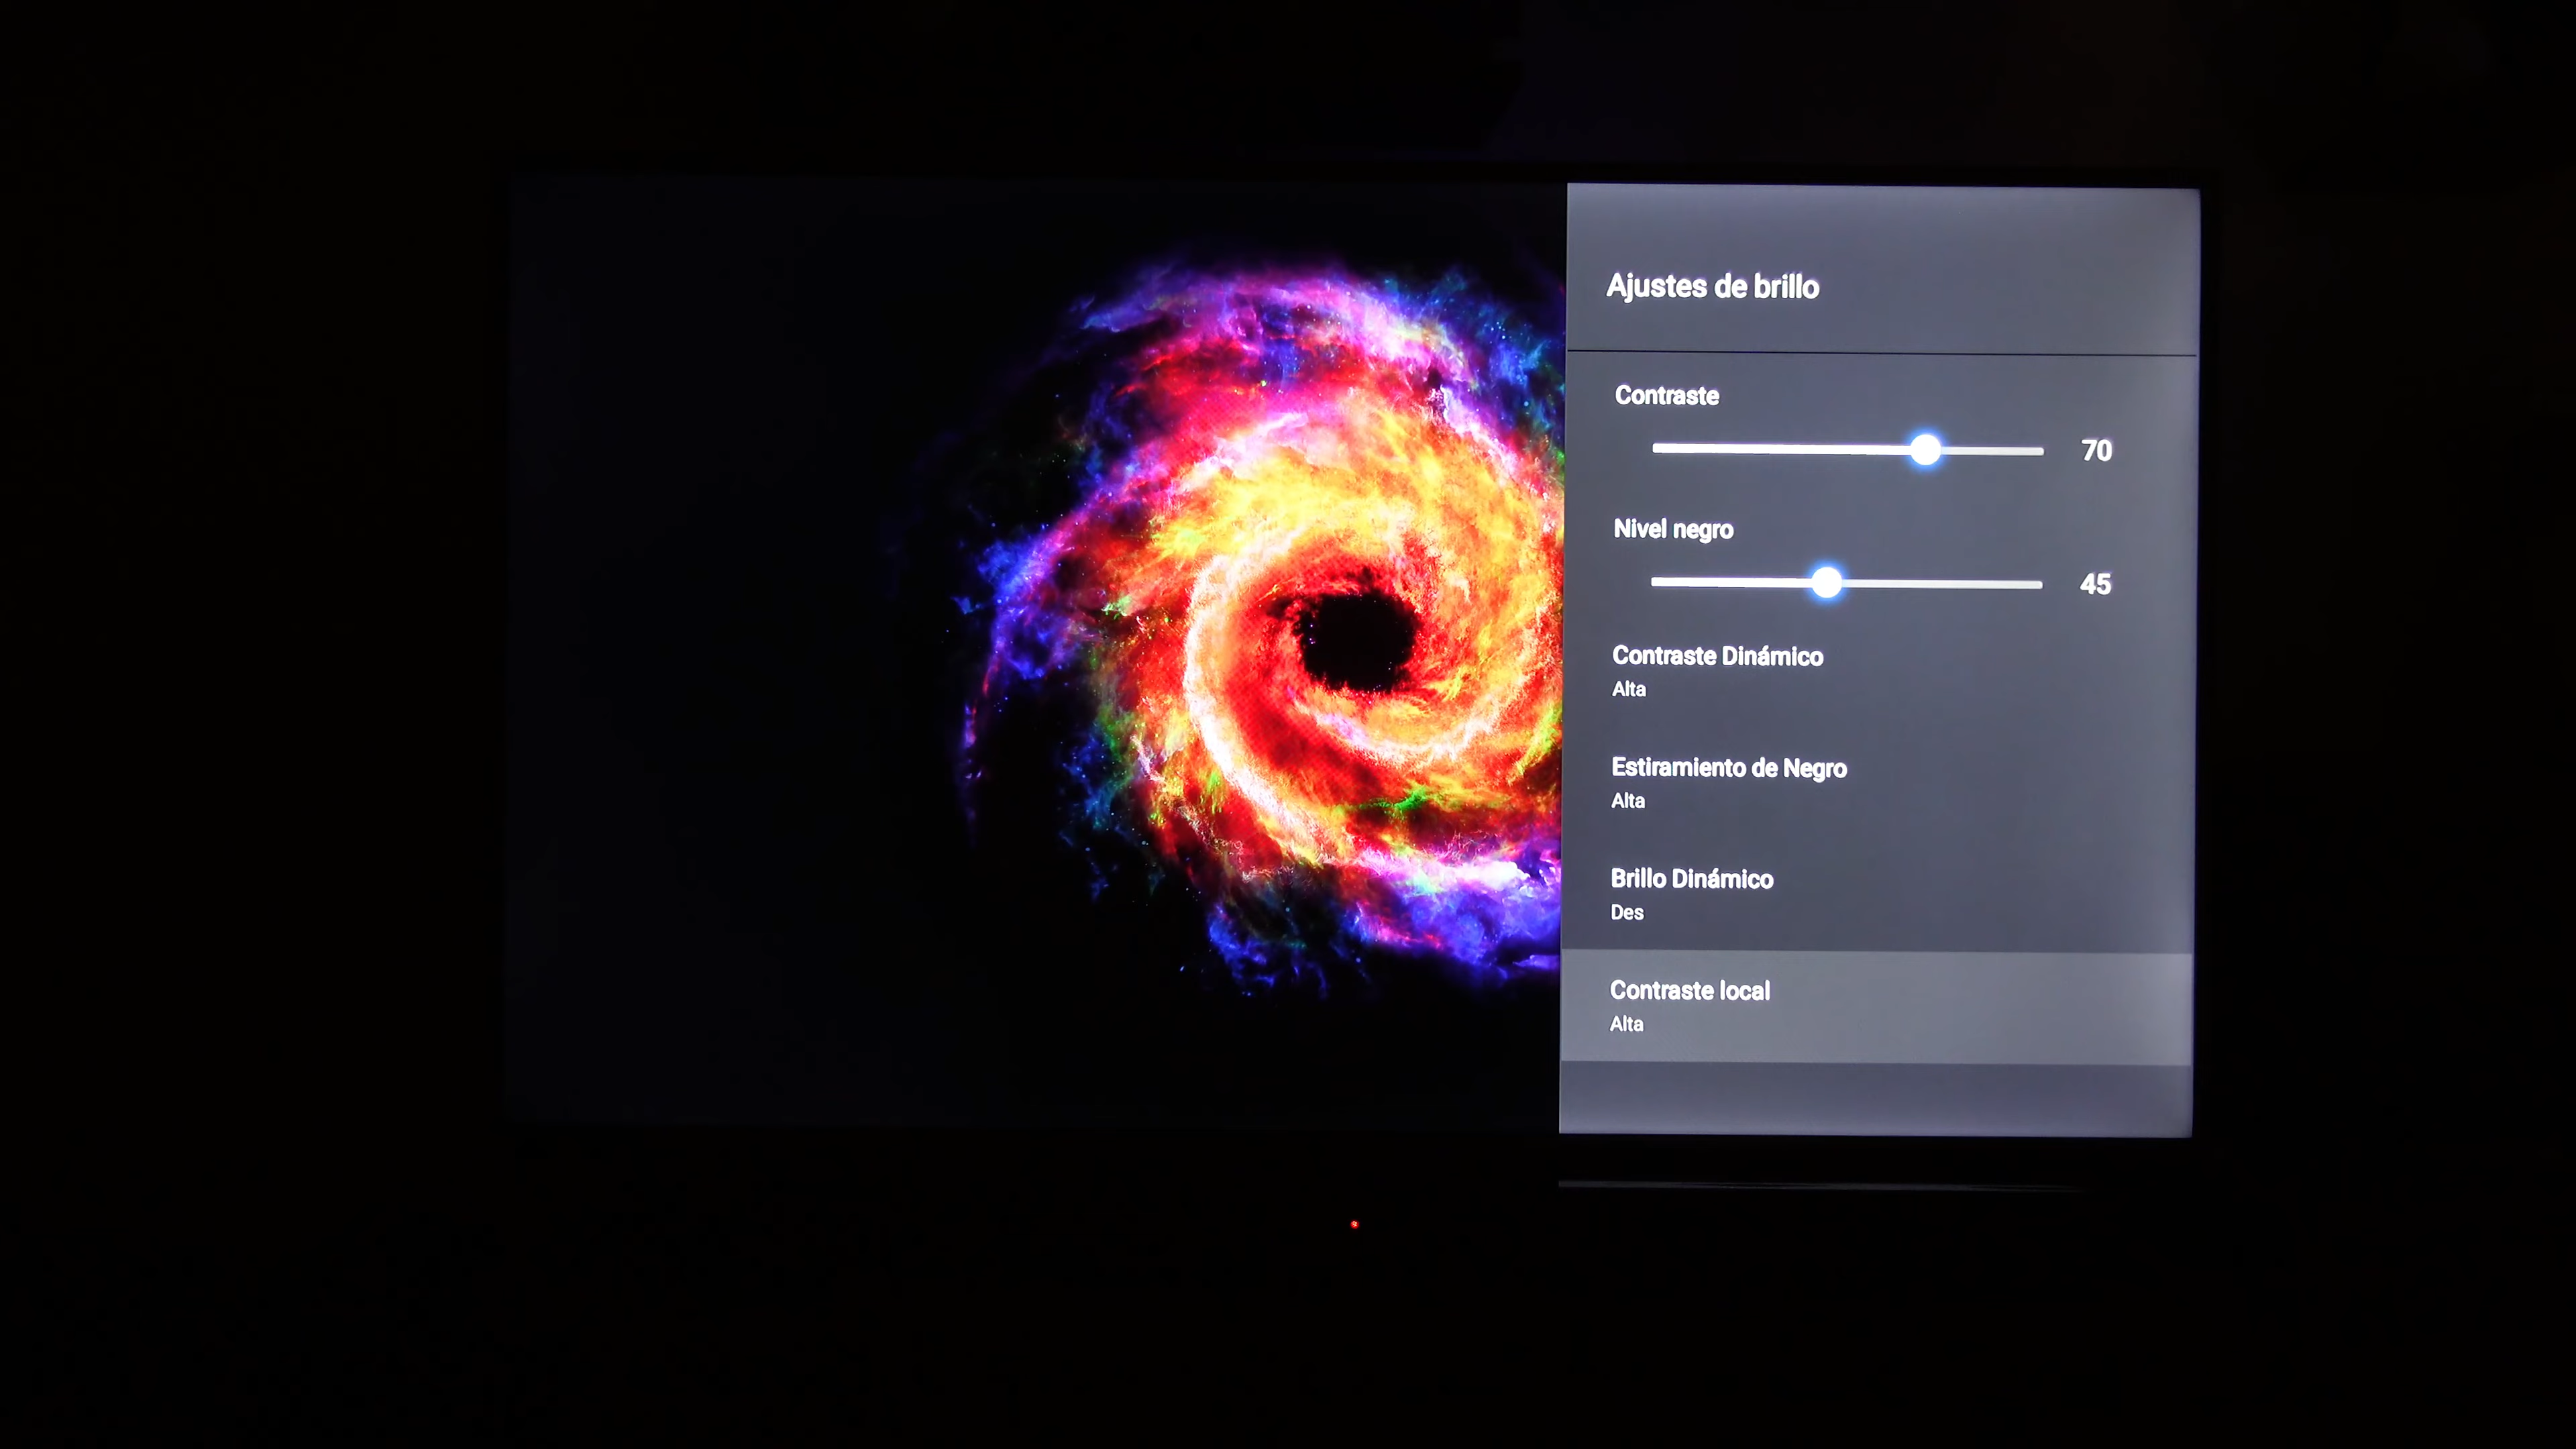 Ajustes de brillo
Contraste
70
Nivel negro
45
Contraste Dinámico
Alta
Estiramiento de Negro
Alta
Brillo Dinámico
Des
Contraste local
Alta